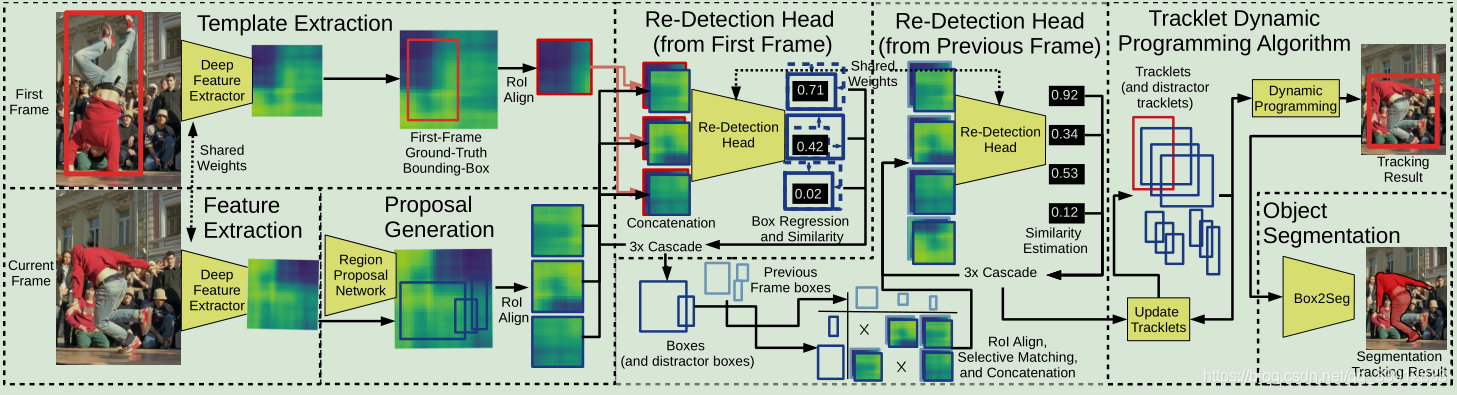 Template Extraction
First
Frame
Deep
Feature
Extractor
RoI
Align
First-Frame
Ground-Truth
Bounding-Box
Shared
Weights
Feature
Extraction
Current
Frame
Deep
Feature
Extractor
Proposal
Generation
Region
Proposal
Network
RoI
Align
Re-Detection Head
(from First Frame)
Re-Detection
Head
0.71
0.42
0.02
Concatenation
Box Regression
and Similarity
3x Cascade
Shared
Weights
Re-Detection Head
(from Previous Frame)
Re-Detection
Head
0.92
0.34
0.53
0.12
Similarity
Estimation
3x Cascade
Previous
Frame boxes
Boxes
(and distractor boxes)
X
X
RoI Align,
Selective Matching,
and Concatenation
Tracklet Dynamic
Programming Algorithm
Tracklets
(and distractor
tracklets)
Dynamic
Programming
Tracking
Result
Update
Tracklets
Object
Segmentation
Box2Seg
Segmentation
Tracking Result